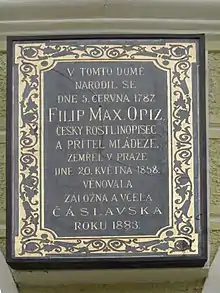 V TOMTO DOMĚ
NARODIL SE
DNE 5. ČERVNA 1787
FILIP MAX. OPIZ,
ČESKÝ ROSTLINOPISEC
A PŘÍTEL MLÁDEŽE.
ZEMŘEL V PRAZE
DNE 20. KVĚTNA 1858.
VĚNOVALA
ZÁLOŽNA A VČELA
ČÁSLAVSKÁ
ROKU 1883.